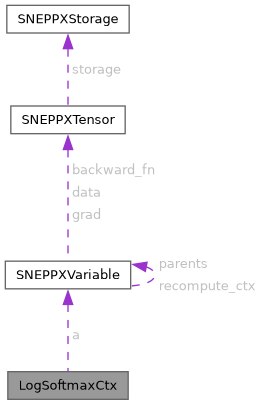 SNEPPXStorage
storage
SNEPPXTensor
backward_fn
data
grad
SNEPPXVariable
parents
recompute_ctx
a
LogSoftmaxCtx